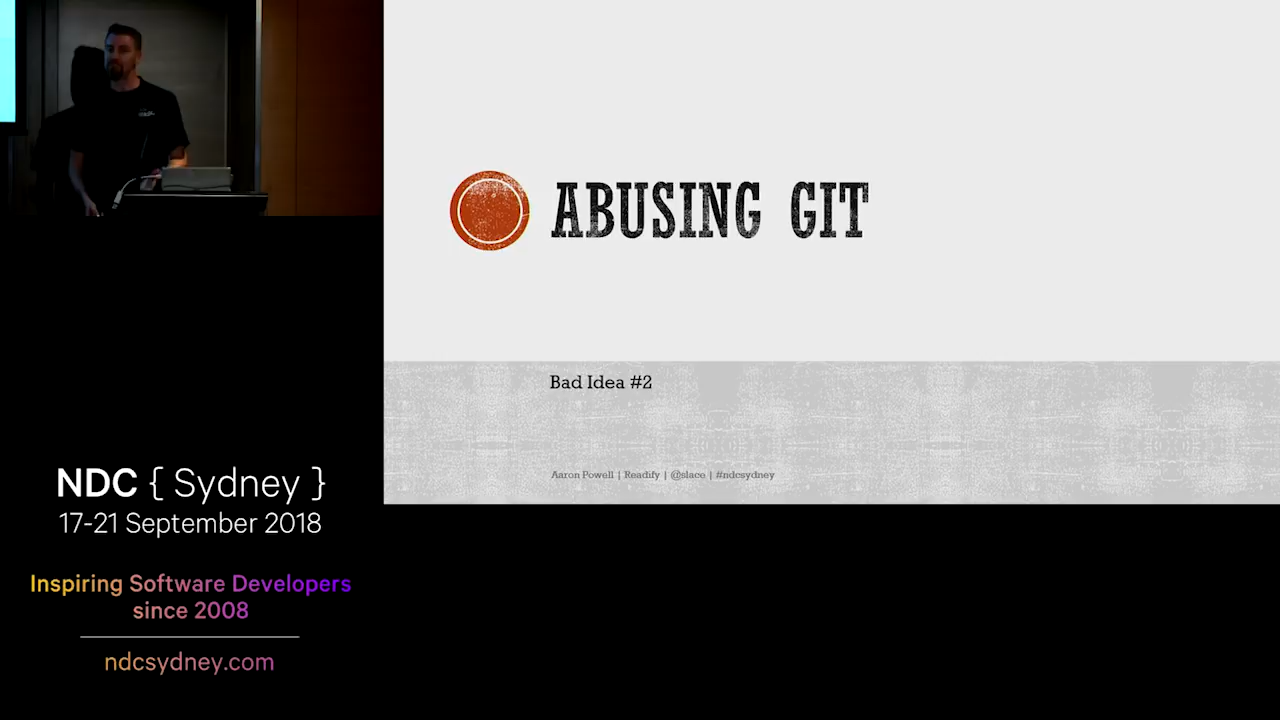 ABUSING GIT
Bad Idea #2
Aaron Powell | Readify | @slace | #ndcsydney
NDC { Sydney }
17-21 September 2018
Inspiring Software Developers
since 2008
ndcsydney.com